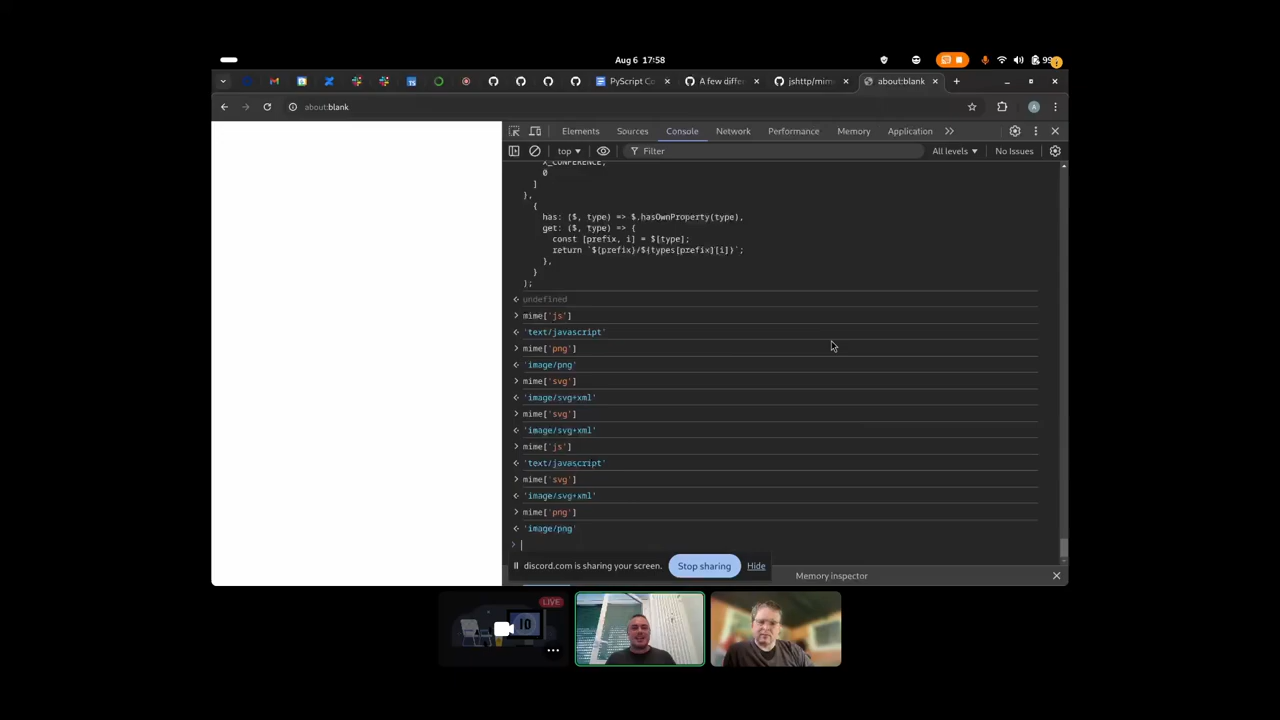 Aug 6 17:58
99
PyScript Co
A few differ
jshttp/mim
about:blank
about:blank
Elements
Sources
Console
Network
Performance
Memory
Application
top
Filter
All levels
No Issues
X_CONFERENCE,
0
]
},
{
has: ($, type) => $.hasOwnProperty(type),
get: ($, type) => {
const [prefix, i] = $[type];
return `${prefix}/${types[prefix][i]}`;
},
}
);
undefined
mime['js']
'text/javascript'
mime['png']
'image/png'
mime['svg']
'image/svg+xml'
mime['svg']
'image/svg+xml'
mime['js']
'text/javascript'
mime['svg']
'image/svg+xml'
mime['png']
'image/png'
discord.com is sharing your screen.
Stop sharing
Hide
Memory inspector
LIVE